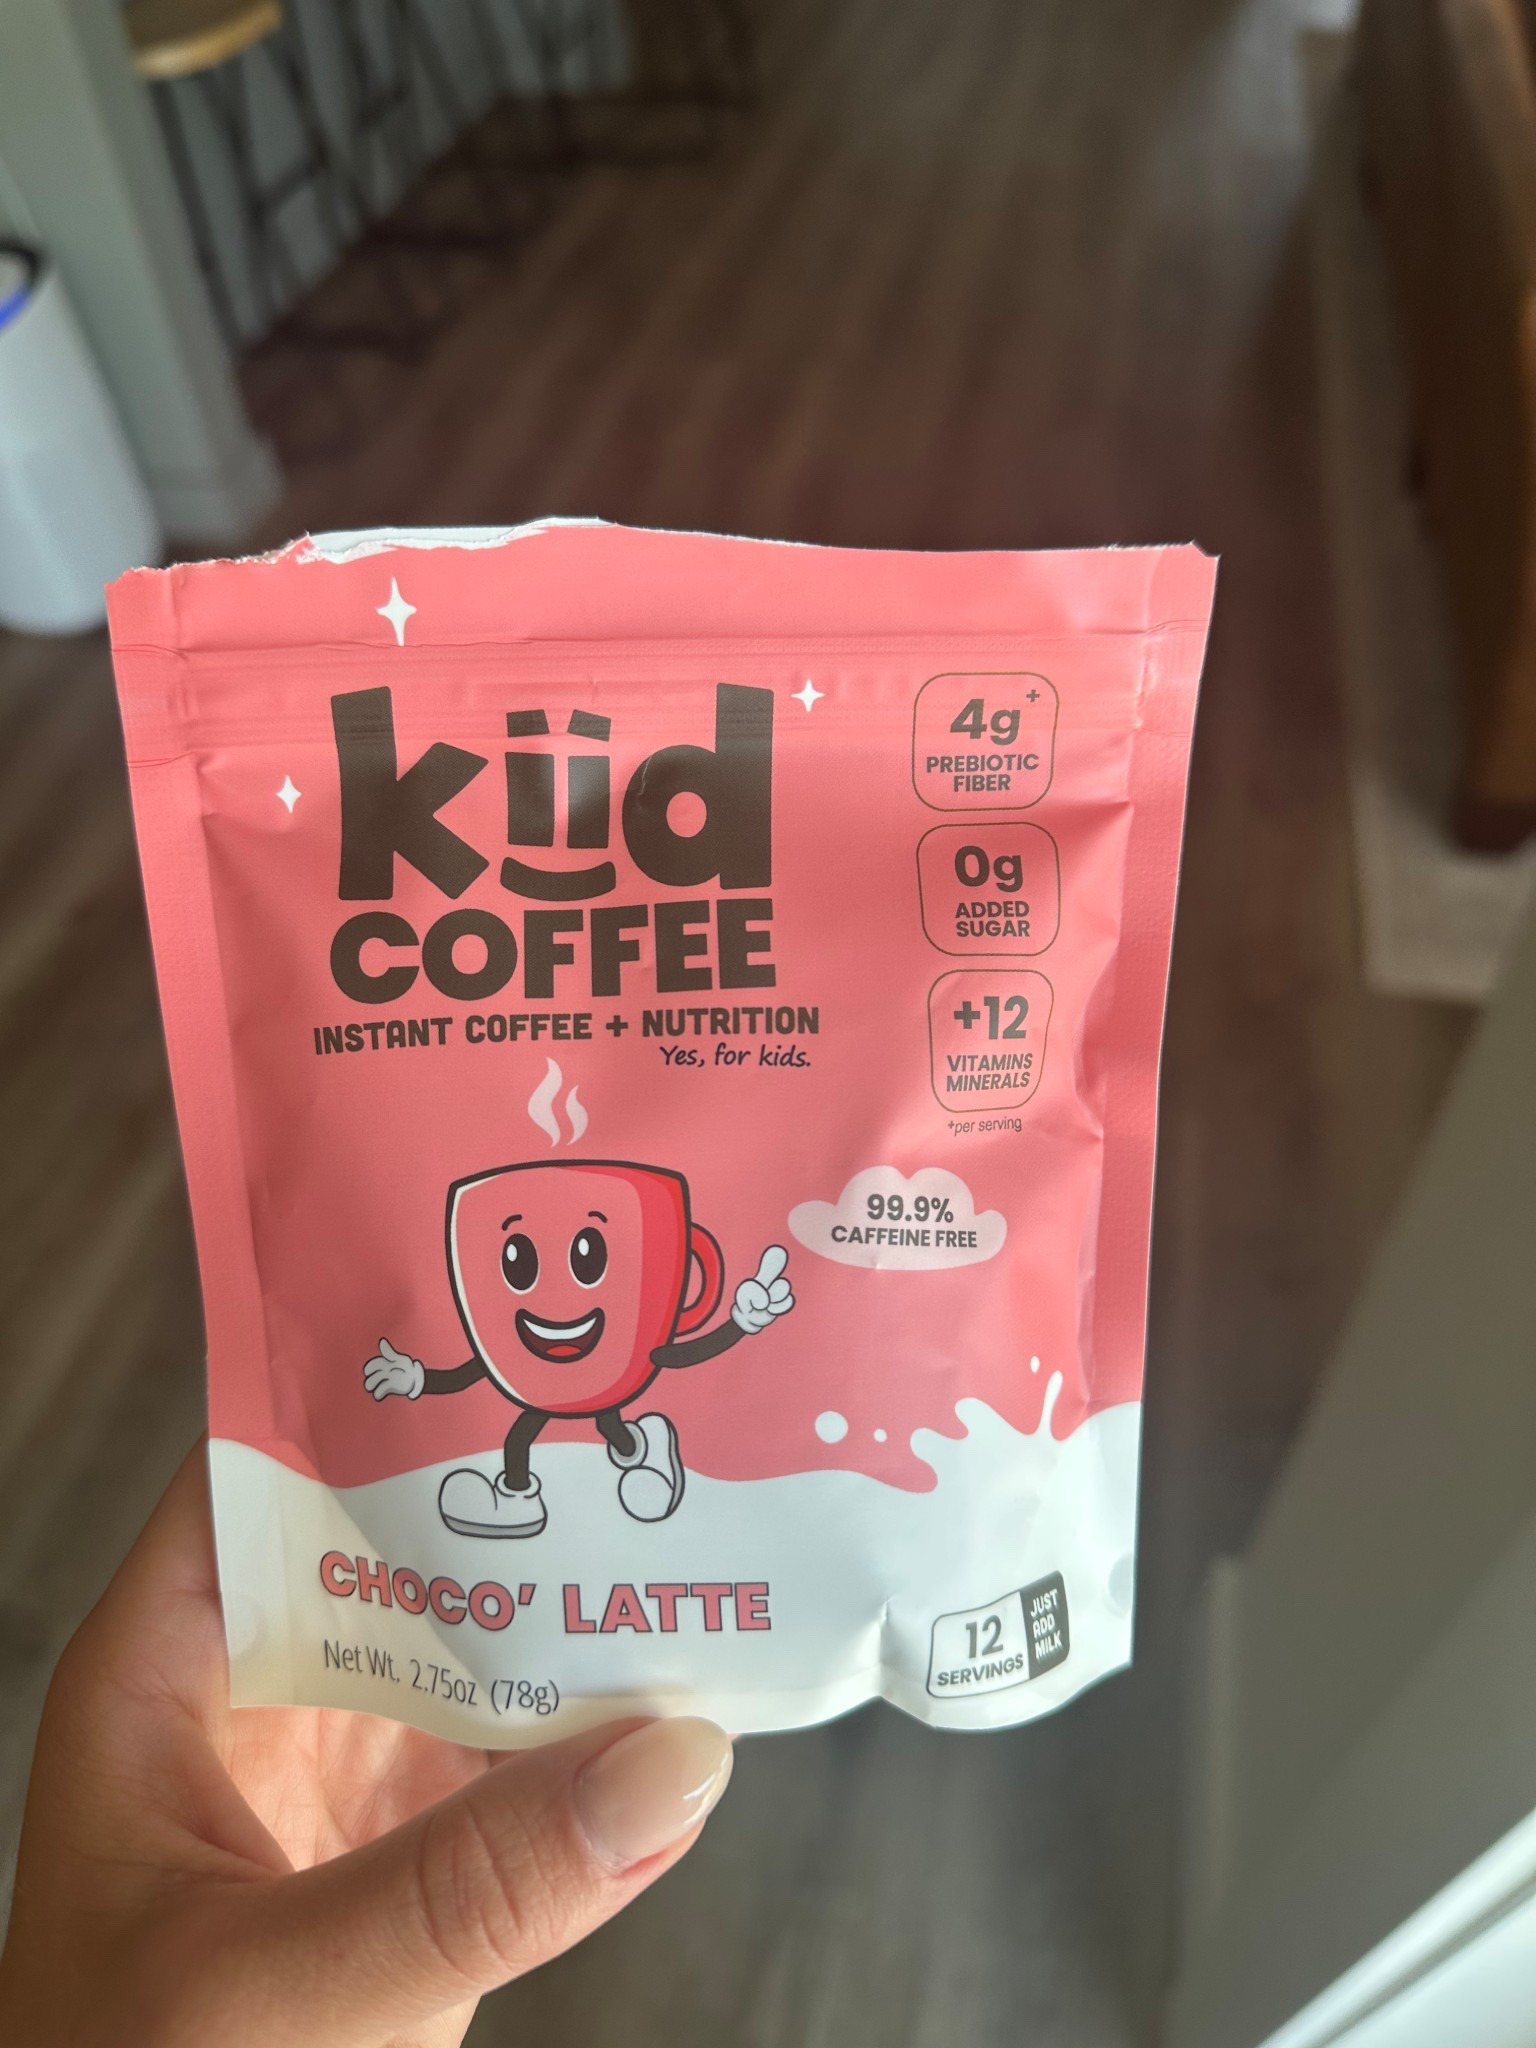 kiid
COFFEE
INSTANT COFFEE + NUTRITION
Yes, for kids.
4g+
PREBIOTIC
FIBER
0g
ADDED
SUGAR
+12
VITAMINS
MINERALS
+per serving
99.9%
CAFFEINE FREE
CHOCO' LATTE
Net Wt. 2.75oz (78g)
12
SERVINGS
JUST
ADD
MILK